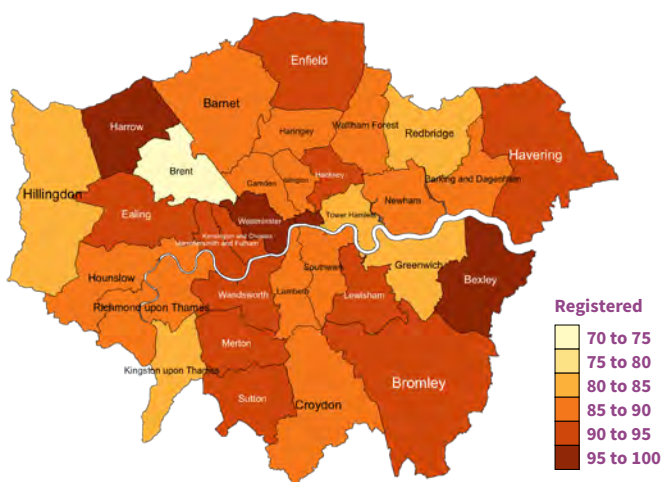 Enfield
Barnet
Harrow
Haringey
Waltham Forest
Redbridge
Havering
Brent
Hillingdon
Camden
Islington
Hackney
Barking and Dagenham
Newham
Ealing
Westminster
Tower Hamlets
Kensington and Chelsea
Hammersmith and Fulham
Hounslow
Southwark
Greenwich
Bexley
Richmond upon Thames
Wandsworth
Lambeth
Lewisham
Merton
Kingston upon Thames
Bromley
Sutton
Croydon
Registered
70 to 75
75 to 80
80 to 85
85 to 90
90 to 95
95 to 100